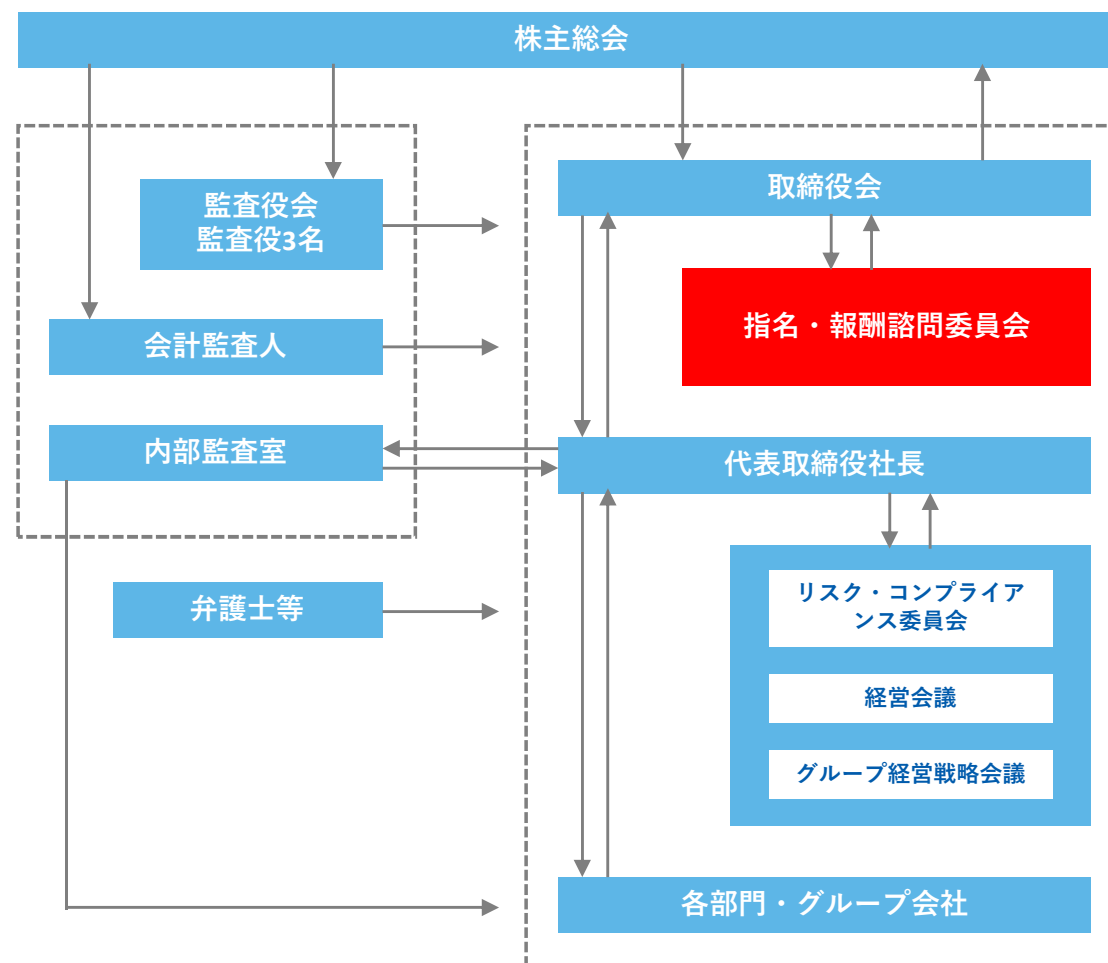 株主総会
監査役会
監査役3名
取締役会
指名・報酬諮問委員会
会計監査人
内部監査室
代表取締役社長
弁護士等
リスク・コンプライア
ンス委員会
経営会議
グループ経営戦略会議
各部門・グループ会社